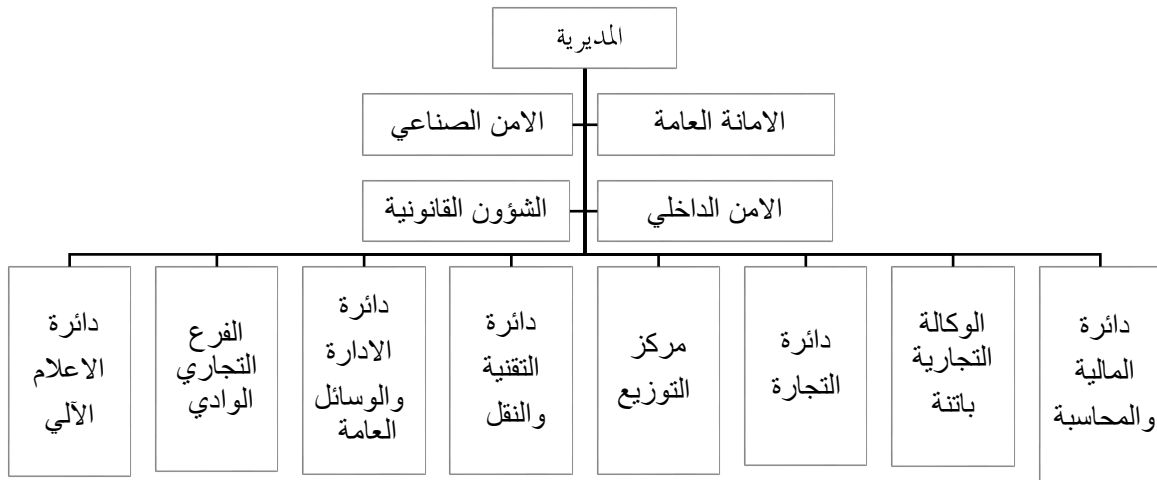 المديرية
الامانة العامة
الامن الصناعي
الامن الداخلي
الشؤون القانونية
دائرة
المالية
والمحاسبة
الوكالة
التجارية
باتنة
دائرة
التجارة
مركز
التوزيع
دائرة
التقنية
والنقل
دائرة
الادارة
والوسائل
العامة
الفرع
التجاري
الوادي
دائرة
الاعلام
الآلي